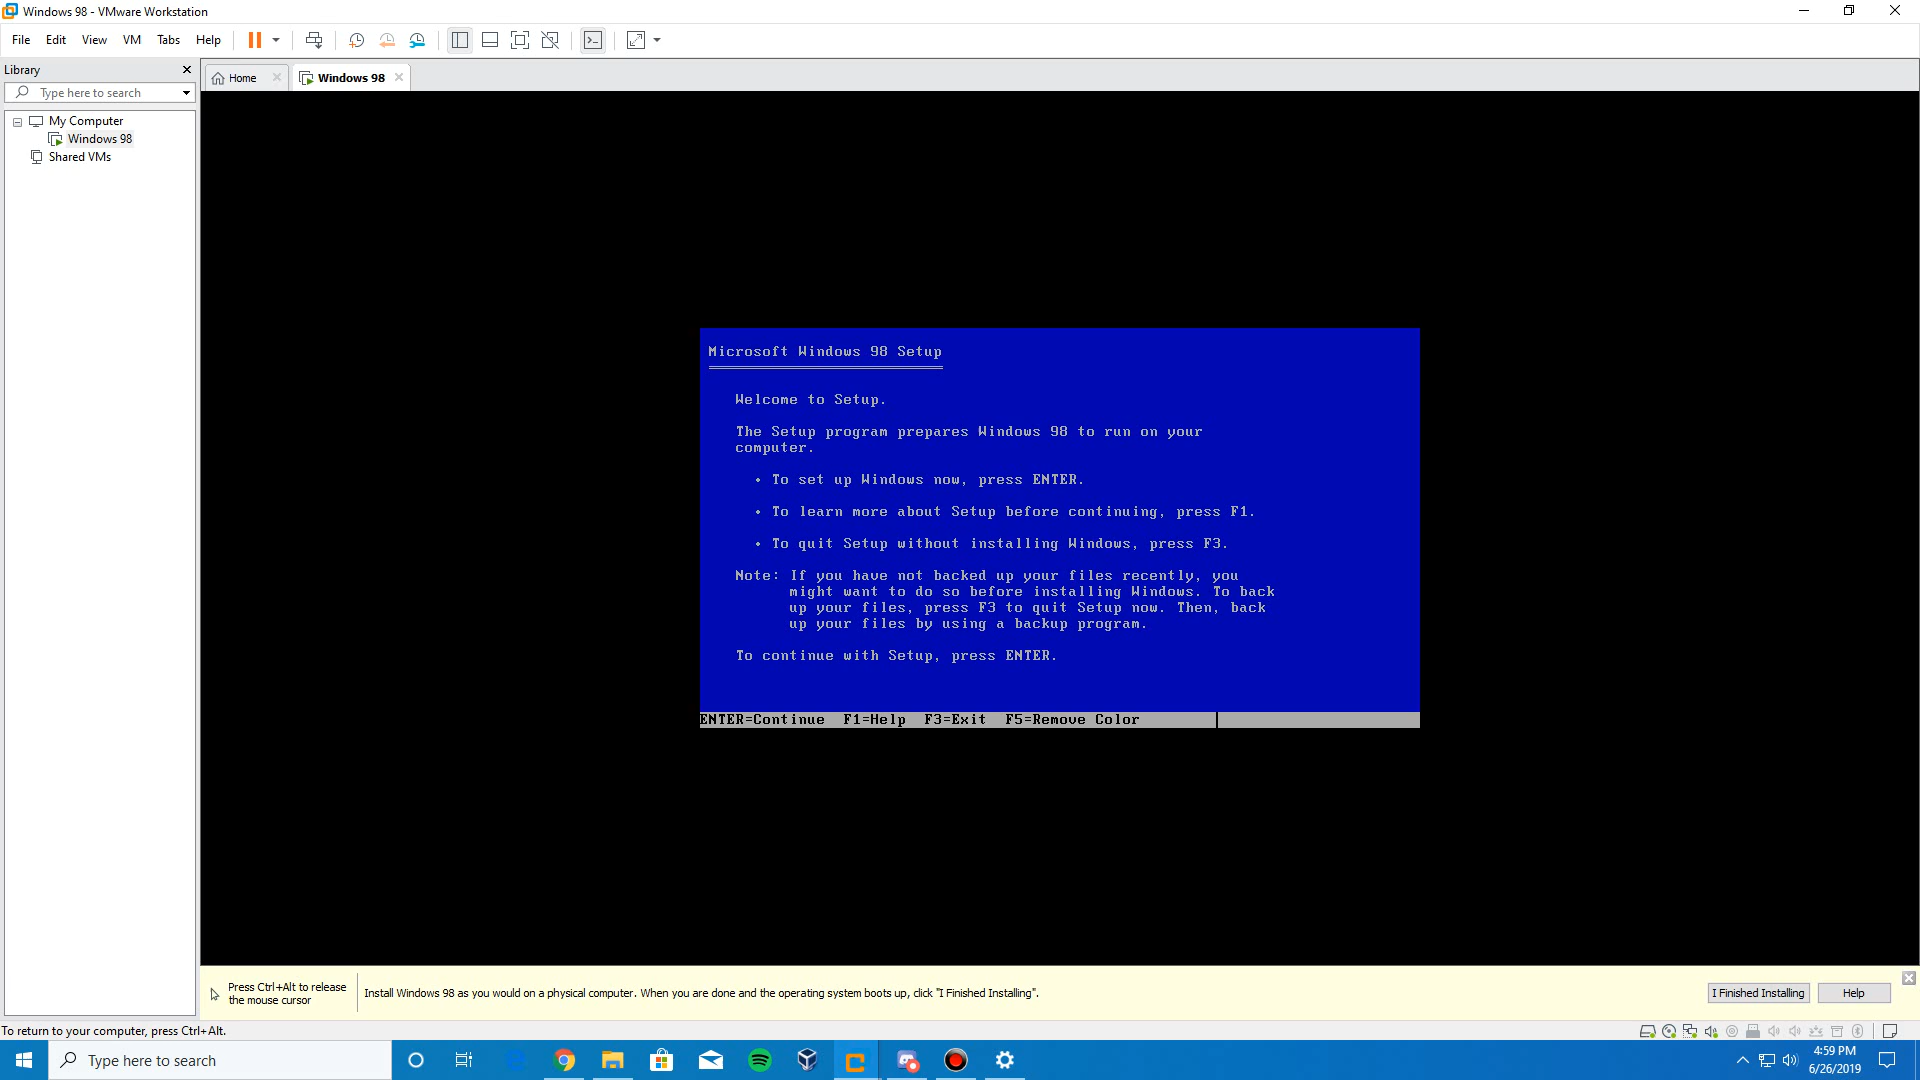 Windows 98 - VMware Workstation
File Edit View VM Tabs Help
Library
Type here to search
My Computer
Windows 98
Shared VMs
Home
Windows 98
Microsoft Windows 98 Setup
Welcome to Setup.
The Setup program prepares Windows 98 to run on your
computer.
• To set up Windows now, press ENTER.
• To learn more about Setup before continuing, press F1.
• To quit Setup without installing Windows, press F3.
Note: If you have not backed up your files recently, you
might want to do so before installing Windows. To back
up your files, press F3 to quit Setup now. Then, back
up your files by using a backup program.
To continue with Setup, press ENTER.
ENTER=Continue F1=Help F3=Exit F5=Remove Color
Press Ctrl+Alt to release
the mouse cursor
Install Windows 98 as you would on a physical computer. When you are done and the operating system boots up, click "I Finished Installing".
I Finished Installing
Help
To return to your computer, press Ctrl+Alt.
Type here to search
4:59 PM
6/26/2019